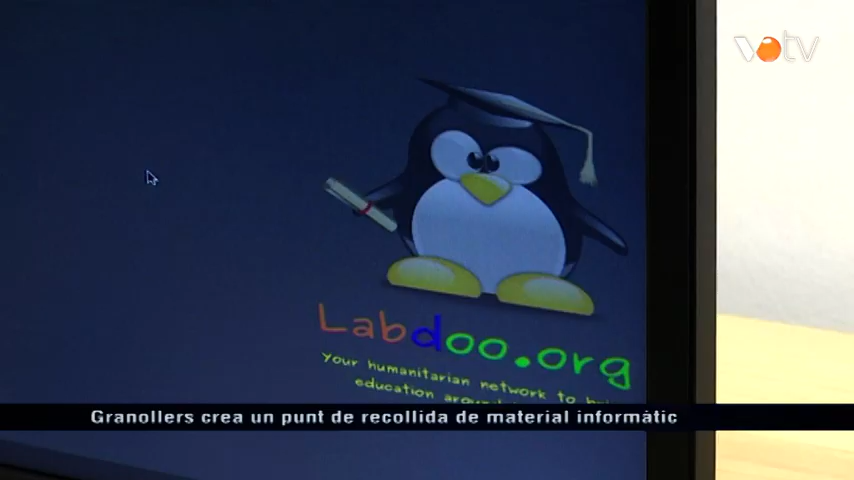 votv
Labdoo.org
Your humanitarian network to
education
Granollers crea un punt de recollida de material informàtic